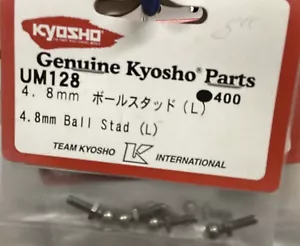 KYOSHO
Genuine Kyosho® Parts
UM128
●400
4.8mm ボールスタッド(L)
4.8mm Ball Stad (L)
TEAM KYOSHO K INTERNATIONAL